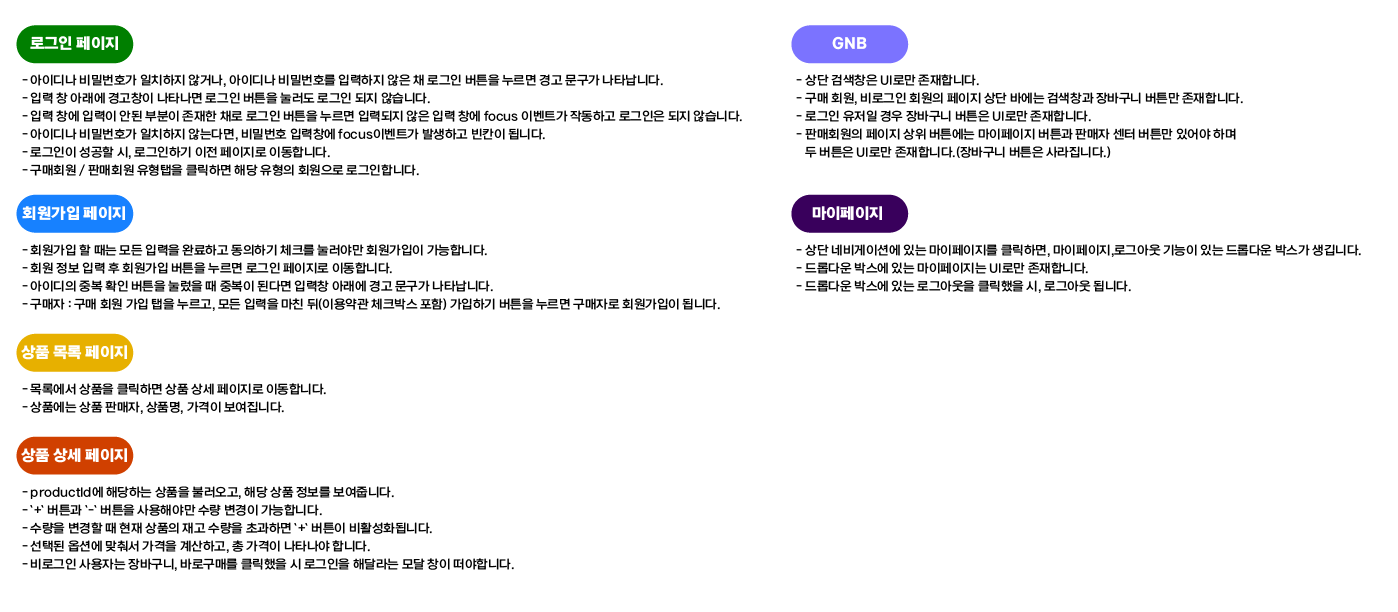 로그인 페이지
- 아이디나 비밀번호가 일치하지 않거나, 아이디나 비밀번호를 입력하지 않은 채 로그인 버튼을 누르면 경고 문구가 나타납니다.
- 입력 창 아래에 경고창이 나타나면 로그인 버튼을 눌러도 로그인 되지 않습니다.
- 입력 창에 입력이 안된 부분이 존재한 채로 로그인 버튼을 누르면 입력되지 않은 입력 창에 focus 이벤트가 작동하고 로그인은 되지 않습니다.
- 아이디나 비밀번호가 일치하지 않는다면, 비밀번호 입력창에 focus이벤트가 발생하고 빈칸이 됩니다.
- 로그인이 성공할 시, 로그인하기 이전 페이지로 이동합니다.
- 구매회원 / 판매회원 유형탭을 클릭하면 해당 유형의 회원으로 로그인합니다.
회원가입 페이지
- 회원가입 할 때는 모든 입력을 완료하고 동의하기 체크를 눌러야만 회원가입이 가능합니다.
- 회원 정보 입력 후 회원가입 버튼을 누르면 로그인 페이지로 이동합니다.
- 아이디의 중복 확인 버튼을 눌렀을 때 중복이 된다면 입력창 아래에 경고 문구가 나타납니다.
- 구매자 : 구매 회원 가입 탭을 누르고, 모든 입력을 마친 뒤(이용약관 체크박스 포함) 가입하기 버튼을 누르면 구매자로 회원가입이 됩니다.
상품 목록 페이지
- 목록에서 상품을 클릭하면 상품 상세 페이지로 이동합니다.
- 상품에는 상품 판매자, 상품명, 가격이 보여집니다.
상품 상세 페이지
- productId에 해당하는 상품을 불러오고, 해당 상품 정보를 보여줍니다.
- `+` 버튼과 `-` 버튼을 사용해야만 수량 변경이 가능합니다.
- 수량을 변경할 때 현재 상품의 재고 수량을 초과하면 `+` 버튼이 비활성화됩니다.
- 선택된 옵션에 맞춰서 가격을 계산하고, 총 가격이 나타나야 합니다.
- 비로그인 사용자는 장바구니, 바로구매를 클릭했을 시 로그인을 해달라는 모달 창이 떠야합니다.
GNB
- 상단 검색창은 UI로만 존재합니다.
- 구매 회원, 비로그인 회원의 페이지 상단 바에는 검색창과 장바구니 버튼만 존재합니다.
- 로그인 유저일 경우 장바구니 버튼은 UI로만 존재합니다.
- 판매회원의 페이지 상위 버튼에는 마이페이지 버튼과 판매자 센터 버튼만 있어야 하며
두 버튼은 UI로만 존재합니다.(장바구니 버튼은 사라집니다.)
마이페이지
- 상단 네비게이션에 있는 마이페이지를 클릭하면, 마이페이지,로그아웃 기능이 있는 드롭다운 박스가 생깁니다.
- 드롭다운 박스에 있는 마이페이지는 UI로만 존재합니다.
- 드롭다운 박스에 있는 로그아웃을 클릭했을 시, 로그아웃 됩니다.